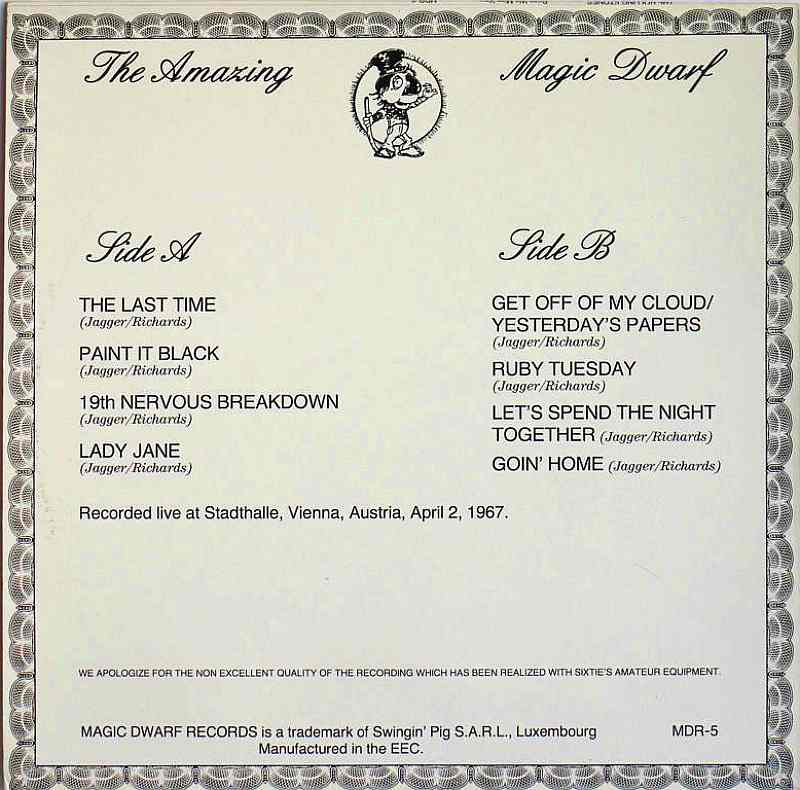 The Amazing Magic Dwarf
Side A
THE LAST TIME
(Jagger/Richards)
PAINT IT BLACK
(Jagger/Richards)
19th NERVOUS BREAKDOWN
(Jagger/Richards)
LADY JANE
(Jagger/Richards)
Side B
GET OFF OF MY CLOUD/
YESTERDAY'S PAPERS
(Jagger/Richards)
RUBY TUESDAY
(Jagger/Richards)
LET'S SPEND THE NIGHT
TOGETHER (Jagger/Richards)
GOIN' HOME (Jagger/Richards)
Recorded live at Stadthalle, Vienna, Austria, April 2, 1967.
WE APOLOGIZE FOR THE NON EXCELLENT QUALITY OF THE RECORDING WHICH HAS BEEN REALIZED WITH SIXTIE'S AMATEUR EQUIPMENT.
MAGIC DWARF RECORDS is a trademark of Swingin' Pig S.A.R.L., Luxembourg
Manufactured in the EEC.
MDR-5